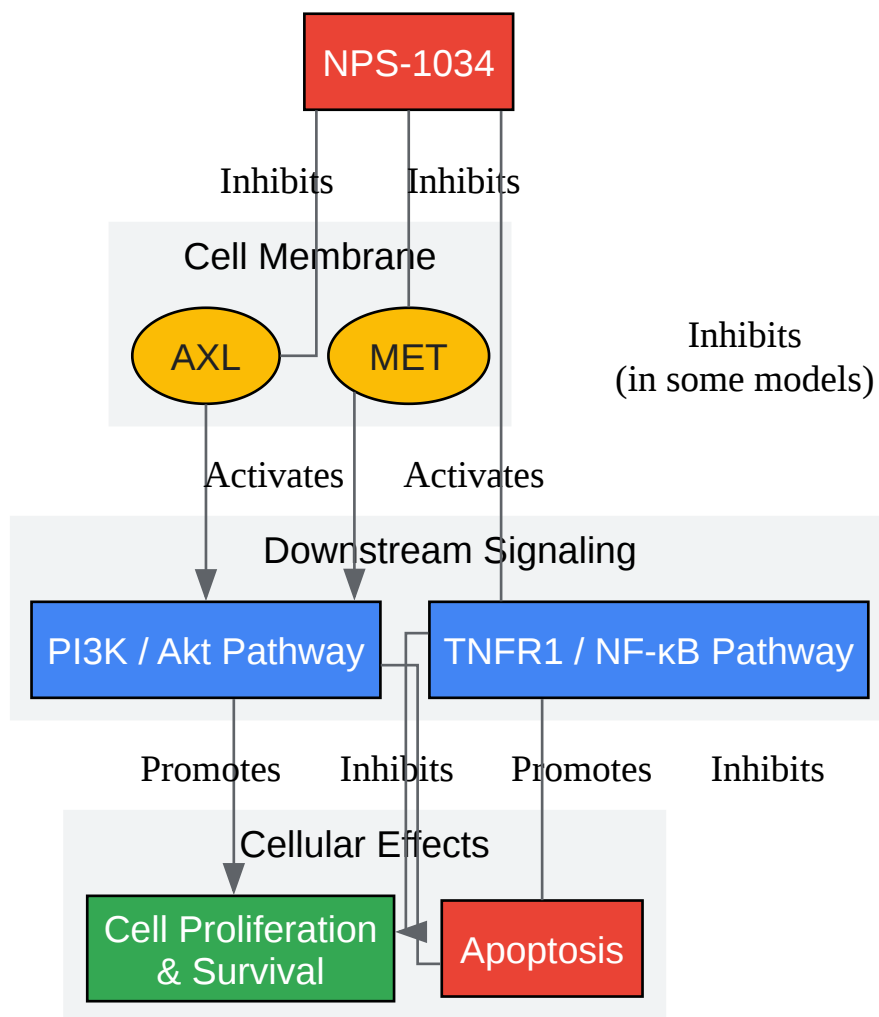 NPS-1034
Inhibits
Inhibits
Cell Membrane
AXL
MET
Inhibits
(in some models)
Activates
Activates
Downstream Signaling
PI3K / Akt Pathway
TNFR1 / NF-κB Pathway
Promotes
Inhibits
Promotes
Inhibits
Cellular Effects
Cell Proliferation
& Survival
Apoptosis